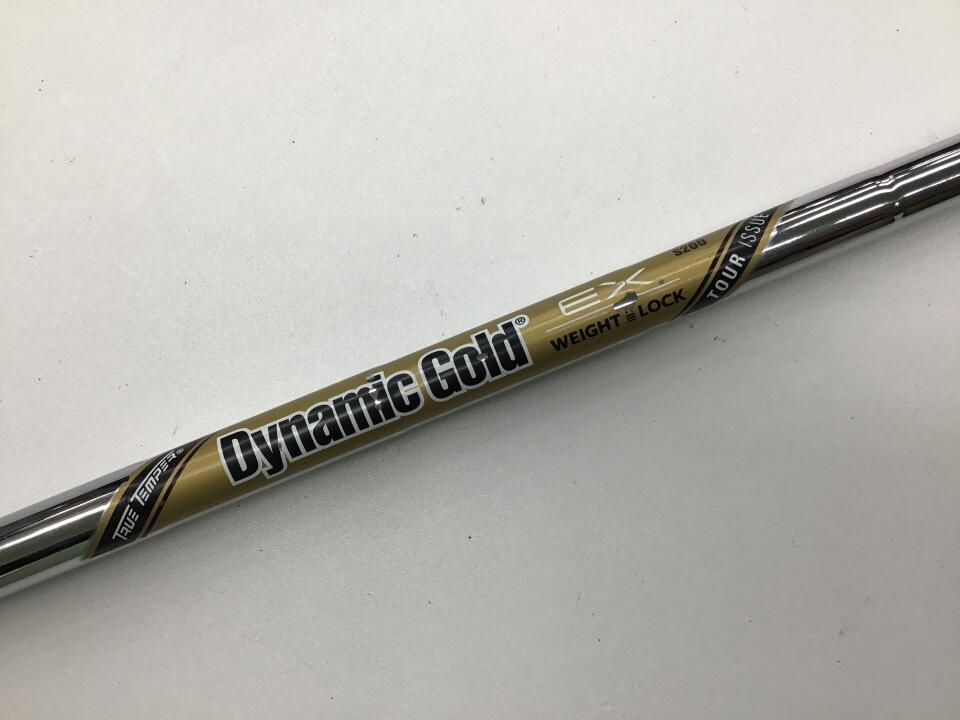 TRUE TEMPER®
Dynamic Gold®
EX
WEIGHT LOCK
S200
TOUR ISSUE